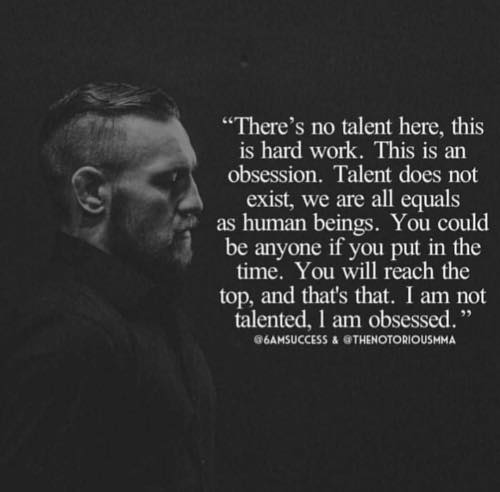 “There’s no talent here, this
is hard work. This is an
obsession. Talent does not
exist, we are all equals
as human beings. You could
be anyone if you put in the
time. You will reach the
top, and that's that. I am not
talented, I am obsessed.”
@6AMSUCCESS & @THENOTORIOUSMMA